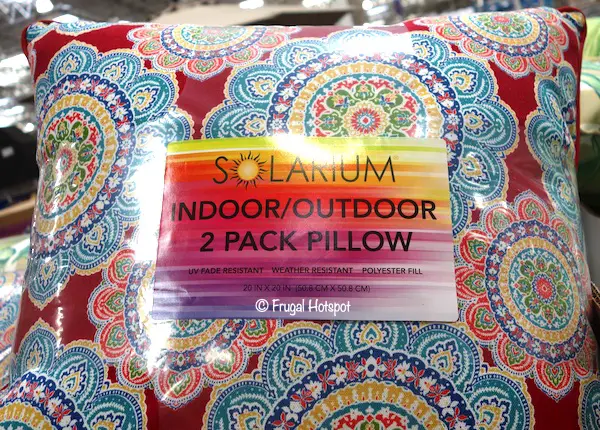 SOLARIUM
INDOOR/OUTDOOR
2 PACK PILLOW
UV FADE RESISTANT WEATHER RESISTANT POLYESTER FILL
20 IN X 20 IN (50.8 CM X 50.8 CM)
© Frugal Hotspot